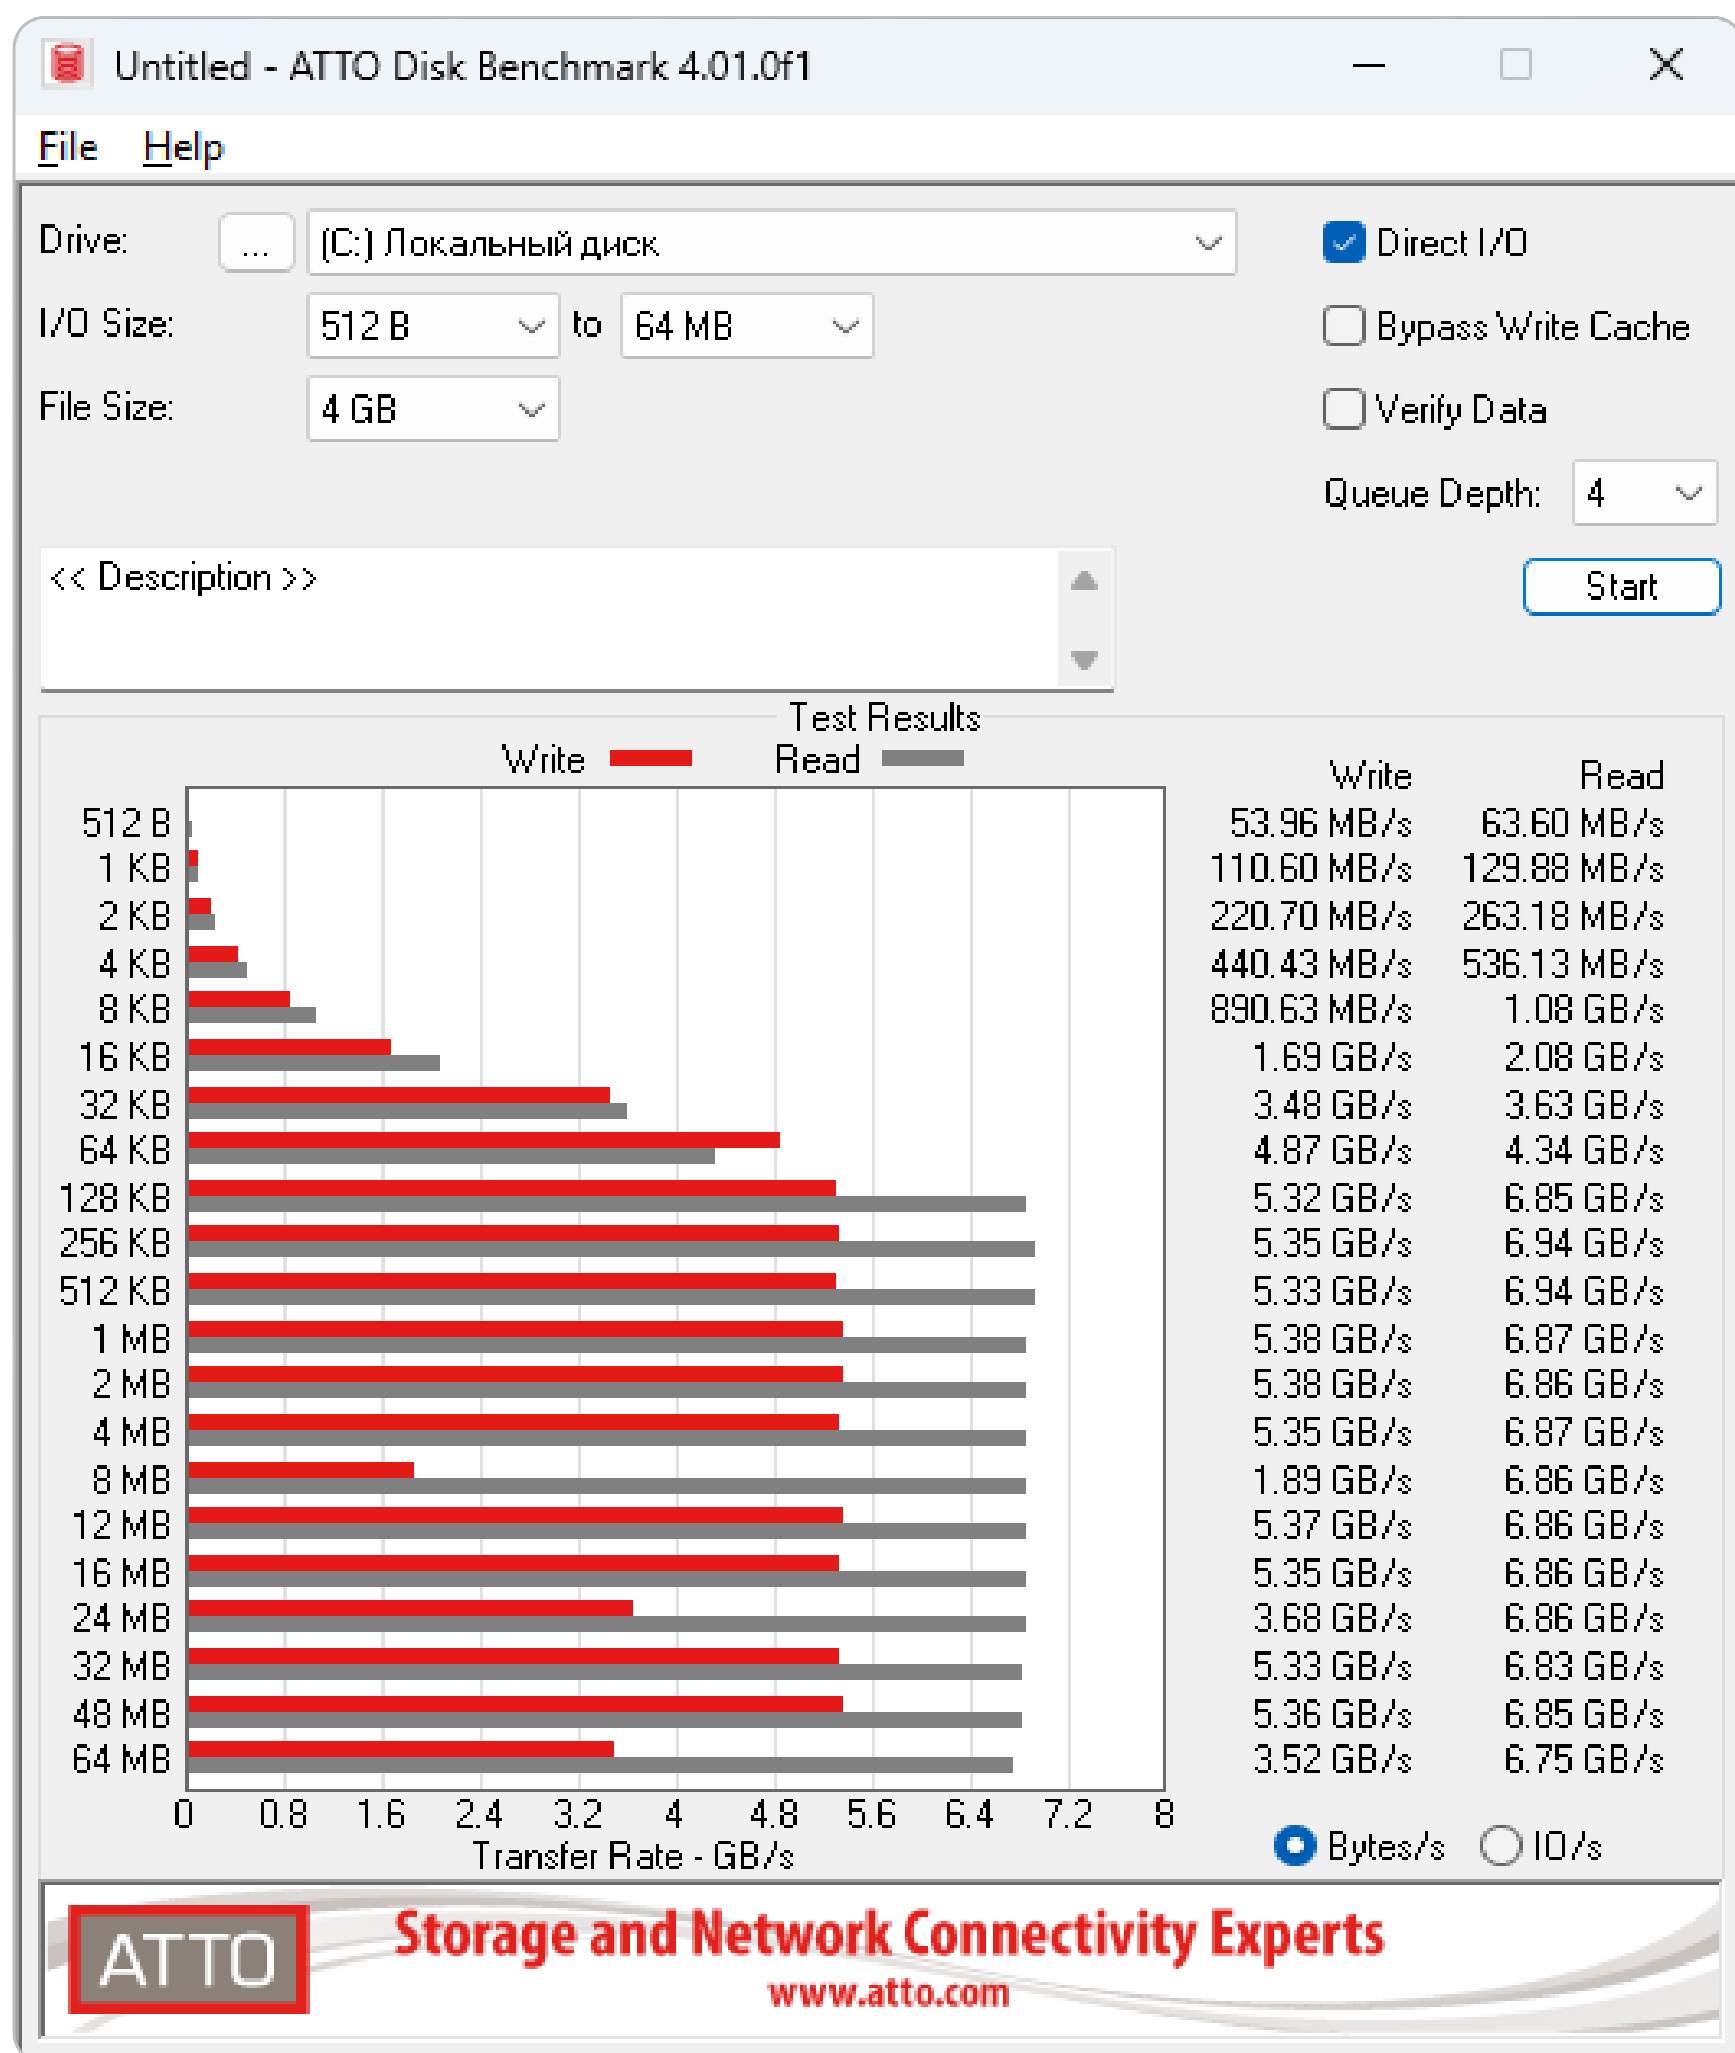 Untitled - ATTO Disk Benchmark 4.01.0f1
File Help
Drive: ... (C:) Локальный диск Direct I/O
I/O Size: 512 B to 64 MB Bypass Write Cache
File Size: 4 GB Verify Data
Queue Depth: 4
<< Description >> Start
Test Results
Write Read Write Read
512 B 53.96 MB/s 63.60 MB/s
1 KB 110.60 MB/s 129.88 MB/s
2 KB 220.70 MB/s 263.18 MB/s
4 KB 440.43 MB/s 536.13 MB/s
8 KB 890.63 MB/s 1.08 GB/s
16 KB 1.69 GB/s 2.08 GB/s
32 KB 3.48 GB/s 3.63 GB/s
64 KB 4.87 GB/s 4.34 GB/s
128 KB 5.32 GB/s 6.85 GB/s
256 KB 5.35 GB/s 6.94 GB/s
512 KB 5.33 GB/s 6.94 GB/s
1 MB 5.38 GB/s 6.87 GB/s
2 MB 5.38 GB/s 6.86 GB/s
4 MB 5.35 GB/s 6.87 GB/s
8 MB 1.89 GB/s 6.86 GB/s
12 MB 5.37 GB/s 6.86 GB/s
16 MB 5.35 GB/s 6.86 GB/s
24 MB 3.68 GB/s 6.86 GB/s
32 MB 5.33 GB/s 6.83 GB/s
48 MB 5.36 GB/s 6.85 GB/s
64 MB 3.52 GB/s 6.75 GB/s
0 0.8 1.6 2.4 3.2 4 4.8 5.6 6.4 7.2 8
Transfer Rate - GB/s Bytes/s IO/s
ATTO Storage and Network Connectivity Experts
www.atto.com